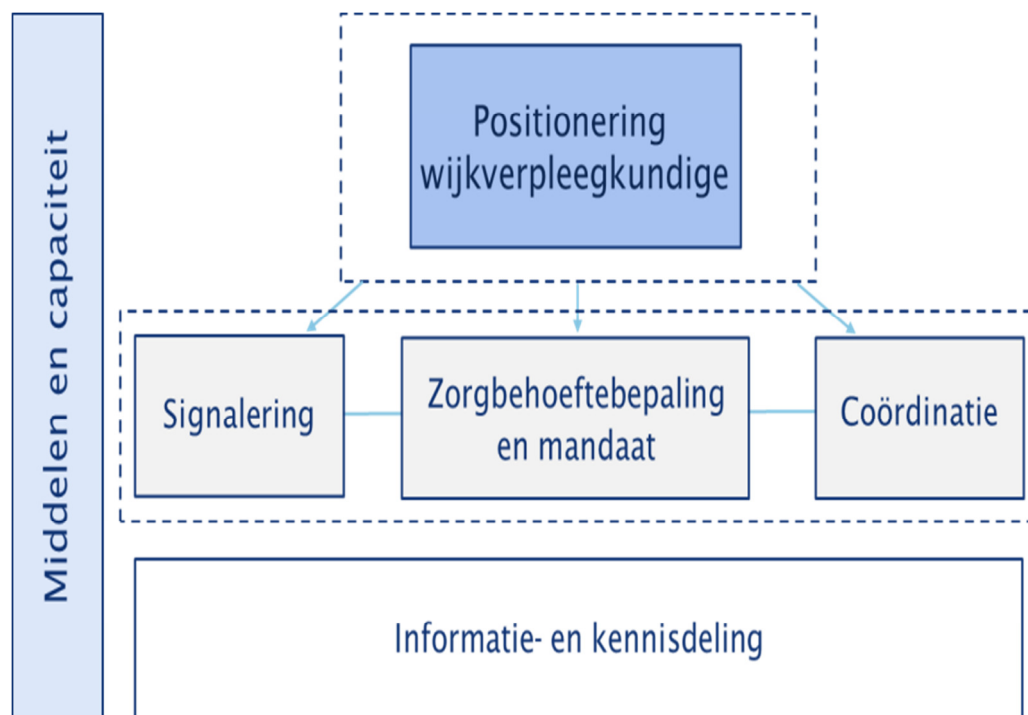 Middelen en capaciteit
Positionering
wijkverpleegkundige
Signalering
Zorgbehoeftebepaling
en mandaat
Coördinatie
Informatie- en kennisdeling